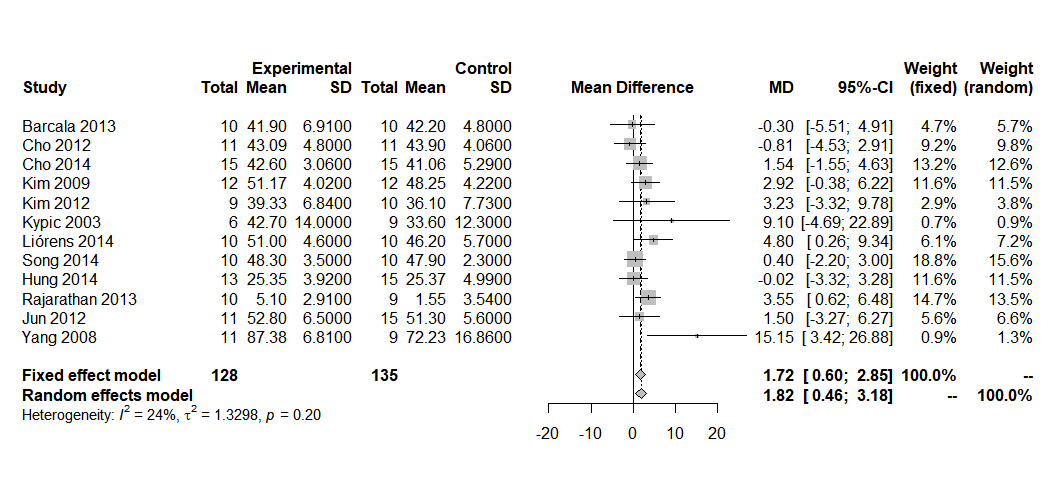 Experimental Control Weight Weight
Study Total Mean SD Total Mean SD Mean Difference MD 95%-CI (fixed) (random)
Barcala 2013 10 41.90 6.9100 10 42.20 4.8000 -0.30 [-5.51; 4.91] 4.7% 5.7%
Cho 2012 11 43.09 4.8000 11 43.90 4.0600 -0.81 [-4.53; 2.91] 9.2% 9.8%
Cho 2014 15 42.60 3.0600 15 41.06 5.2900 1.54 [-1.55; 4.63] 13.2% 12.6%
Kim 2009 12 51.17 4.0200 12 48.25 4.2200 2.92 [-0.38; 6.22] 11.6% 11.5%
Kim 2012 9 39.33 6.8400 10 36.10 7.7300 3.23 [-3.32; 9.78] 2.9% 3.8%
Kypic 2003 6 42.70 14.0000 9 33.60 12.3000 9.10 [-4.69; 22.89] 0.7% 0.9%
Liórens 2014 10 51.00 4.6000 10 46.20 5.7000 4.80 [ 0.26; 9.34] 6.1% 7.2%
Song 2014 10 48.30 3.5000 10 47.90 2.3000 0.40 [-2.20; 3.00] 18.8% 15.6%
Hung 2014 13 25.35 3.9200 15 25.37 4.9900 -0.02 [-3.32; 3.28] 11.6% 11.5%
Rajarathan 2013 10 5.10 2.9100 9 1.55 3.5400 3.55 [ 0.62; 6.48] 14.7% 13.5%
Jun 2012 11 52.80 6.5000 15 51.30 5.6000 1.50 [-3.27; 6.27] 5.6% 6.6%
Yang 2008 11 87.38 6.8100 9 72.23 16.8600 15.15 [ 3.42; 26.88] 0.9% 1.3%
Fixed effect model 128 135 1.72 [ 0.60; 2.85] 100.0% --
Random effects model 1.82 [ 0.46; 3.18] -- 100.0%
Heterogeneity: I² = 24%, τ² = 1.3298, p = 0.20
-20 -10 0 10 20